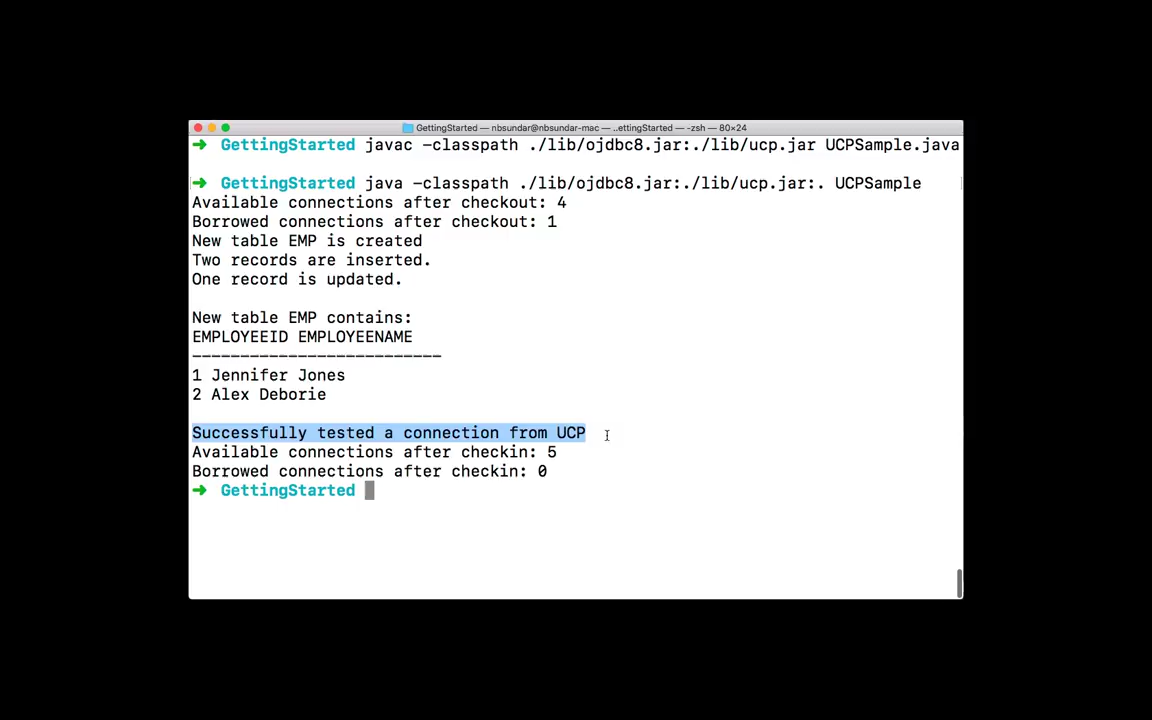 GettingStarted — nbsundar@nbsundar-mac — ..ettingStarted — -zsh — 80×24
➜ GettingStarted javac -classpath ./lib/ojdbc8.jar:./lib/ucp.jar UCPSample.java
➜ GettingStarted java -classpath ./lib/ojdbc8.jar:./lib/ucp.jar:. UCPSample
Available connections after checkout: 4
Borrowed connections after checkout: 1
New table EMP is created
Two records are inserted.
One record is updated.
New table EMP contains:
EMPLOYEEID EMPLOYEENAME
--------------------------
1 Jennifer Jones
2 Alex Deborie
Successfully tested a connection from UCP
Available connections after checkin: 5
Borrowed connections after checkin: 0
➜ GettingStarted